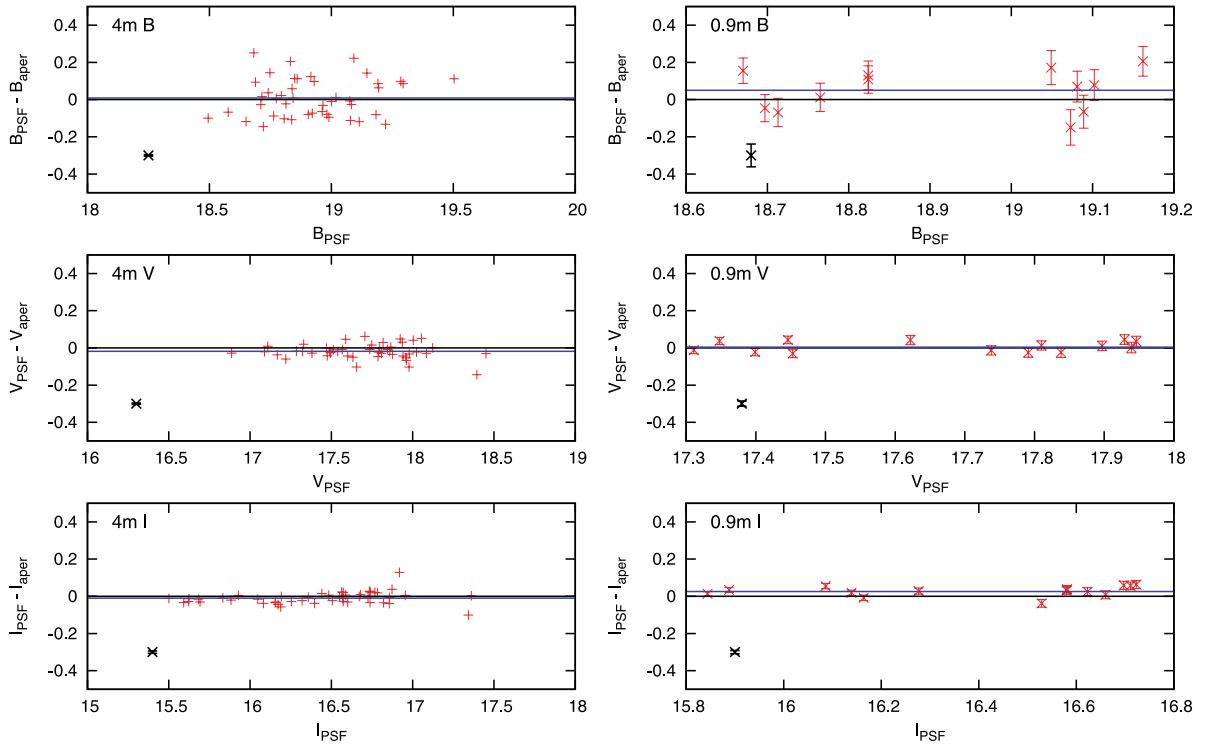 4m B
B_PSF - B_aper
0.4
0.2
0
-0.2
-0.4
18 18.5 19 19.5 20
B_PSF
0.9m B
B_PSF - B_aper
0.4
0.2
0
-0.2
-0.4
18.6 18.7 18.8 18.9 19 19.1 19.2
B_PSF
4m V
V_PSF - V_aper
0.4
0.2
0
-0.2
-0.4
16 16.5 17 17.5 18 18.5 19
V_PSF
0.9m V
V_PSF - V_aper
0.4
0.2
0
-0.2
-0.4
17.3 17.4 17.5 17.6 17.7 17.8 17.9 18
V_PSF
4m I
I_PSF - I_aper
0.4
0.2
0
-0.2
-0.4
15 15.5 16 16.5 17 17.5 18
I_PSF
0.9m I
I_PSF - I_aper
0.4
0.2
0
-0.2
-0.4
15.8 16 16.2 16.4 16.6 16.8
I_PSF